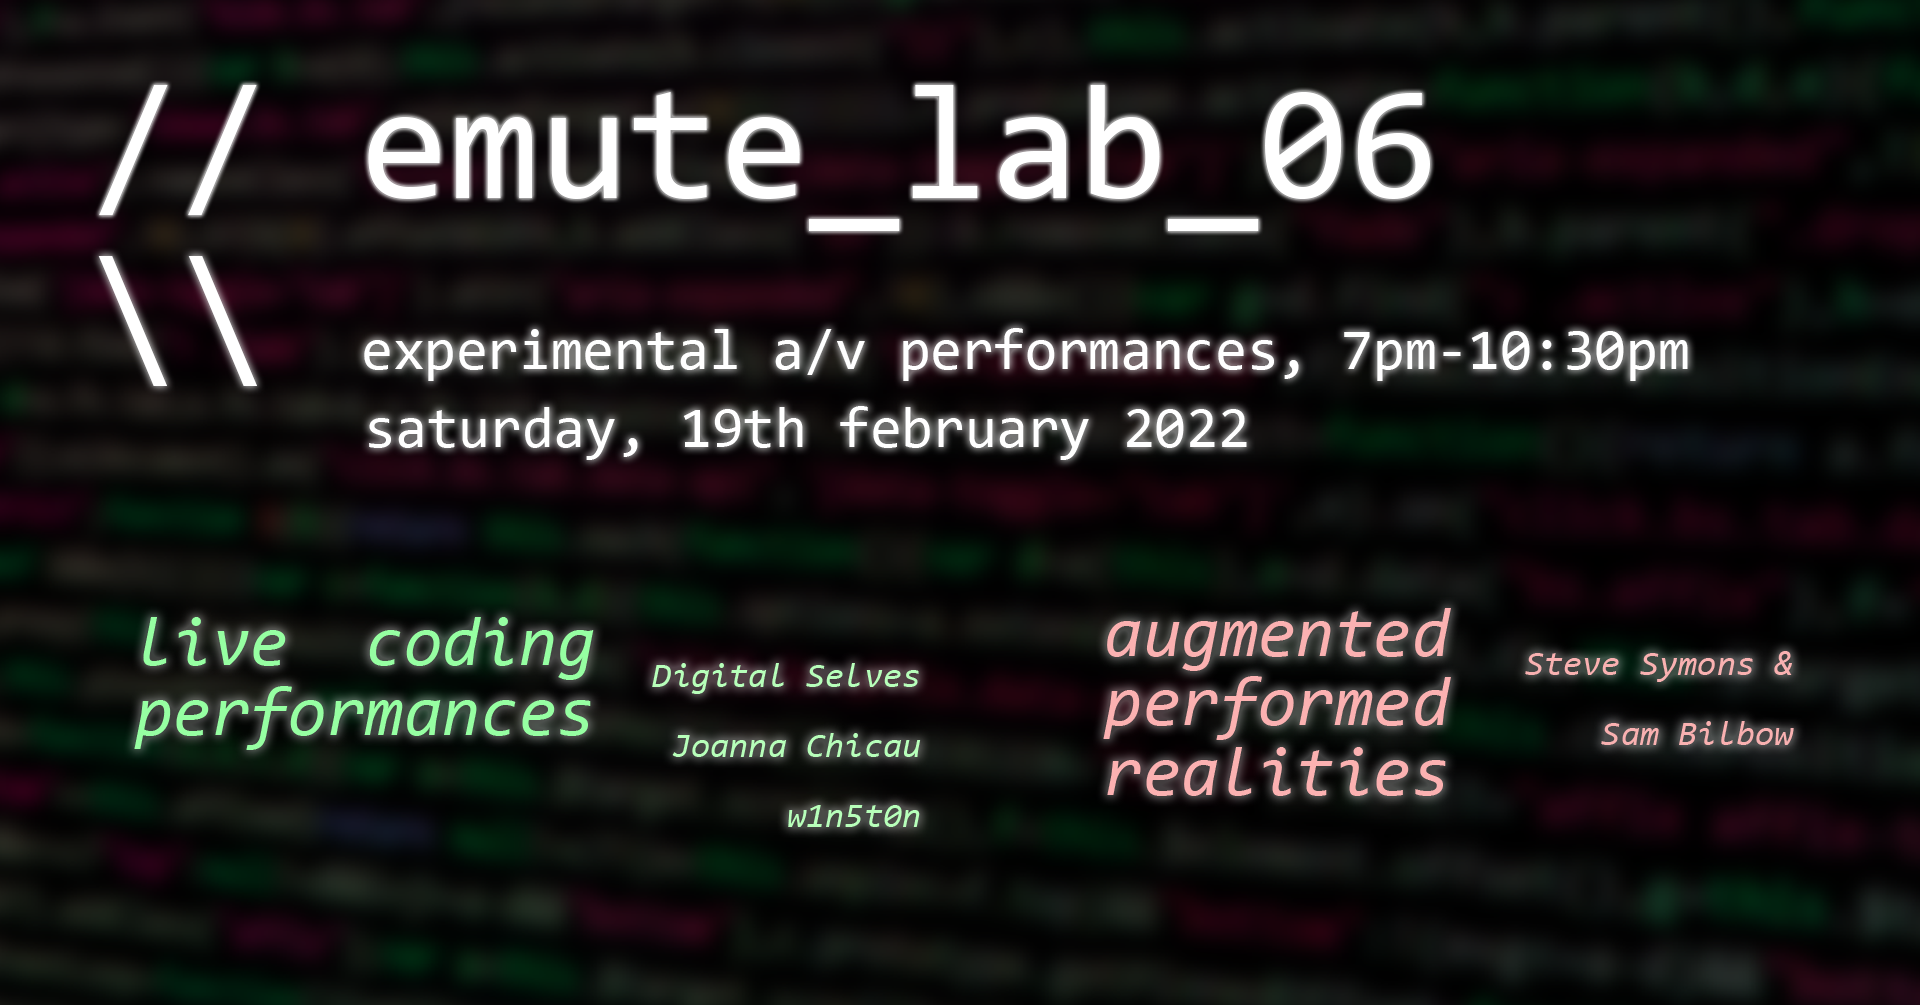 // emute_lab_06
\\
experimental a/v performances, 7pm-10:30pm
saturday, 19th february 2022
live coding
performances
Digital Selves
Joanna Chicau
w1n5t0n
augmented
performed
realities
Steve Symons &
Sam Bilbow